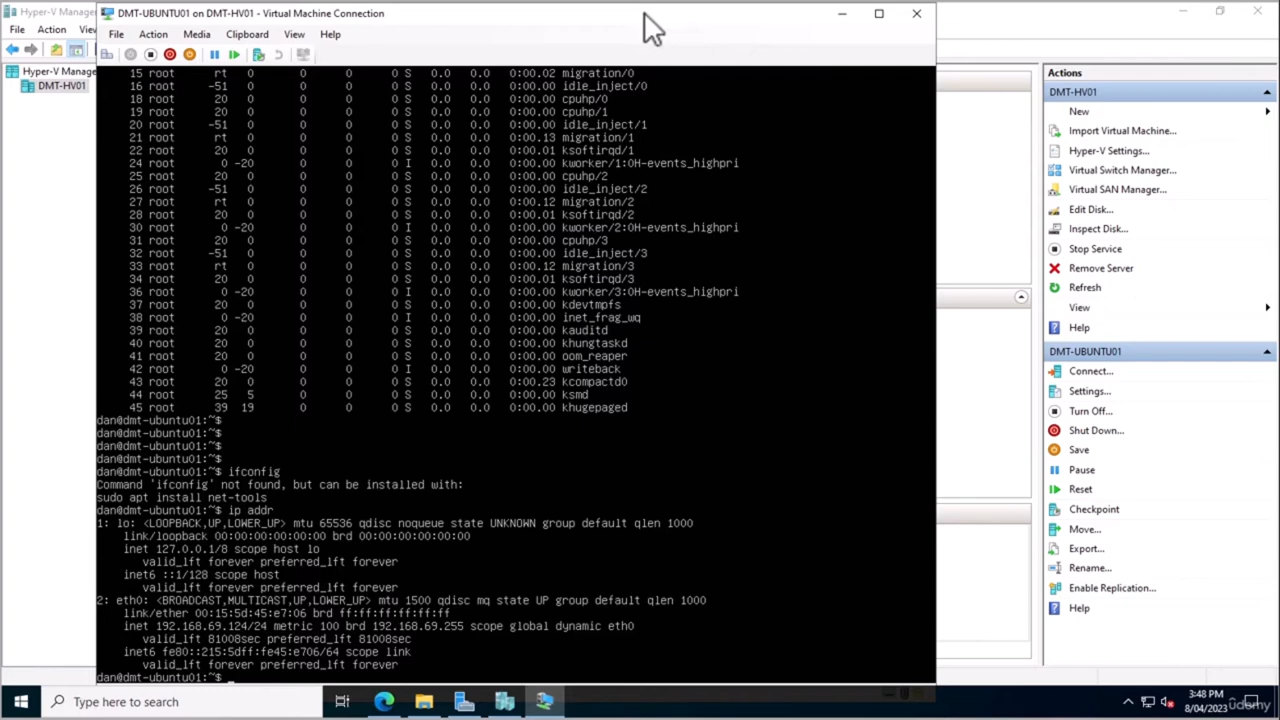 Hyper-V Manager
File Action View
Hyper-V Manage
DMT-HV01
DMT-UBUNTU01 on DMT-HV01 - Virtual Machine Connection
File Action Media Clipboard View Help
15 root rt 0 0 0 0 S 0.0 0.0 0:00.02 migration/0
16 root -51 0 0 0 0 S 0.0 0.0 0:00.00 idle_inject/0
18 root 20 0 0 0 0 S 0.0 0.0 0:00.00 cpuhp/0
19 root 20 0 0 0 0 S 0.0 0.0 0:00.00 cpuhp/1
20 root -51 0 0 0 0 S 0.0 0.0 0:00.00 idle_inject/1
21 root rt 0 0 0 0 S 0.0 0.0 0:00.13 migration/1
22 root 20 0 0 0 0 S 0.0 0.0 0:00.01 ksoftirqd/1
24 root 0 -20 0 0 0 I 0.0 0.0 0:00.00 kworker/1:0H-events_highpri
25 root 20 0 0 0 0 S 0.0 0.0 0:00.00 cpuhp/2
26 root -51 0 0 0 0 S 0.0 0.0 0:00.00 idle_inject/2
27 root rt 0 0 0 0 S 0.0 0.0 0:00.12 migration/2
28 root 20 0 0 0 0 S 0.0 0.0 0:00.01 ksoftirqd/2
30 root 0 -20 0 0 0 I 0.0 0.0 0:00.00 kworker/2:0H-events_highpri
31 root 20 0 0 0 0 S 0.0 0.0 0:00.00 cpuhp/3
32 root -51 0 0 0 0 S 0.0 0.0 0:00.00 idle_inject/3
33 root rt 0 0 0 0 S 0.0 0.0 0:00.12 migration/3
34 root 20 0 0 0 0 S 0.0 0.0 0:00.01 ksoftirqd/3
36 root 0 -20 0 0 0 I 0.0 0.0 0:00.00 kworker/3:0H-events_highpri
37 root 20 0 0 0 0 S 0.0 0.0 0:00.00 kdevtmpfs
38 root 0 -20 0 0 0 I 0.0 0.0 0:00.00 inet_frag_wq
39 root 20 0 0 0 0 S 0.0 0.0 0:00.00 kauditd
40 root 20 0 0 0 0 S 0.0 0.0 0:00.00 khungtaskd
41 root 20 0 0 0 0 S 0.0 0.0 0:00.00 oom_reaper
42 root 0 -20 0 0 0 I 0.0 0.0 0:00.00 writeback
43 root 20 0 0 0 0 S 0.0 0.0 0:00.23 kcompactd0
44 root 25 5 0 0 0 S 0.0 0.0 0:00.00 ksmd
45 root 39 19 0 0 0 S 0.0 0.0 0:00.00 khugepaged
dan@dmt-ubuntu01:~$
dan@dmt-ubuntu01:~$
dan@dmt-ubuntu01:~$
dan@dmt-ubuntu01:~$
dan@dmt-ubuntu01:~$ ifconfig
Command 'ifconfig' not found, but can be installed with:
sudo apt install net-tools
dan@dmt-ubuntu01:~$ ip addr
1: lo: <LOOPBACK,UP,LOWER_UP> mtu 65536 qdisc noqueue state UNKNOWN group default qlen 1000
link/loopback 00:00:00:00:00:00 brd 00:00:00:00:00:00
inet 127.0.0.1/8 scope host lo
valid_lft forever preferred_lft forever
inet6 ::1/128 scope host
valid_lft forever preferred_lft forever
2: eth0: <BROADCAST,MULTICAST,UP,LOWER_UP> mtu 1500 qdisc mq state UP group default qlen 1000
link/ether 00:15:5d:45:e7:06 brd ff:ff:ff:ff:ff:ff
inet 192.168.69.124/24 metric 100 brd 192.168.69.255 scope global dynamic eth0
valid_lft 81008sec preferred_lft 81008sec
inet6 fe80::215:5dff:fe45:e706/64 scope link
valid_lft forever preferred_lft forever
dan@dmt-ubuntu01:~$ _
Actions
DMT-HV01
New
Import Virtual Machine...
Hyper-V Settings...
Virtual Switch Manager...
Virtual SAN Manager...
Edit Disk...
Inspect Disk...
Stop Service
Remove Server
Refresh
View
Help
DMT-UBUNTU01
Connect...
Settings...
Turn Off...
Shut Down...
Save
Pause
Reset
Checkpoint
Move...
Export...
Rename...
Enable Replication...
Help
Type here to search
3:48 PM
8/04/2023
ûdemy